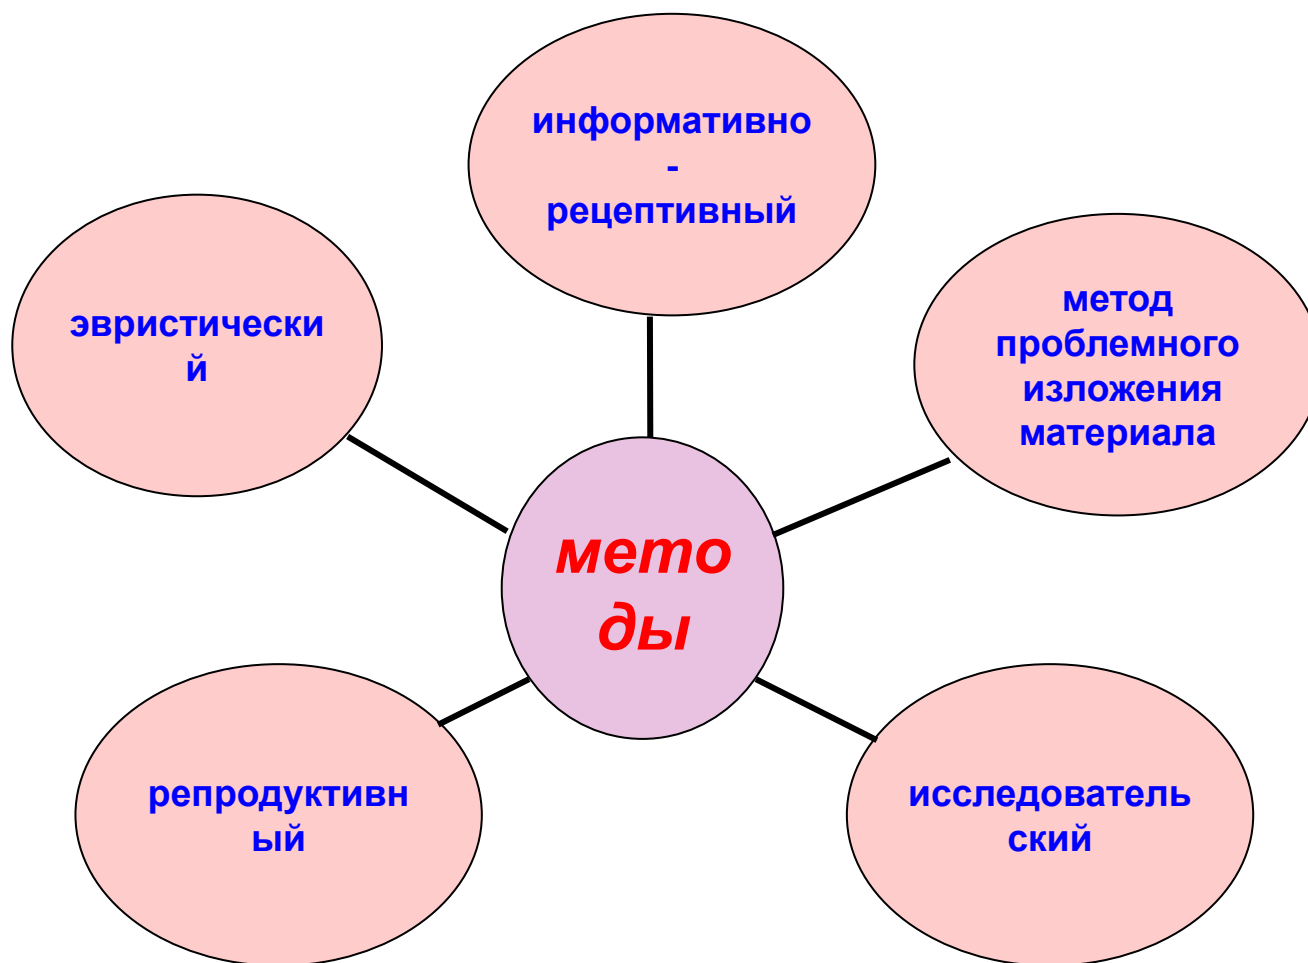 информативно
-
рецептивный
эвристически
й
метод
проблемного
изложения
материала
мето
ды
репродуктивн
ый
исследователь
ский